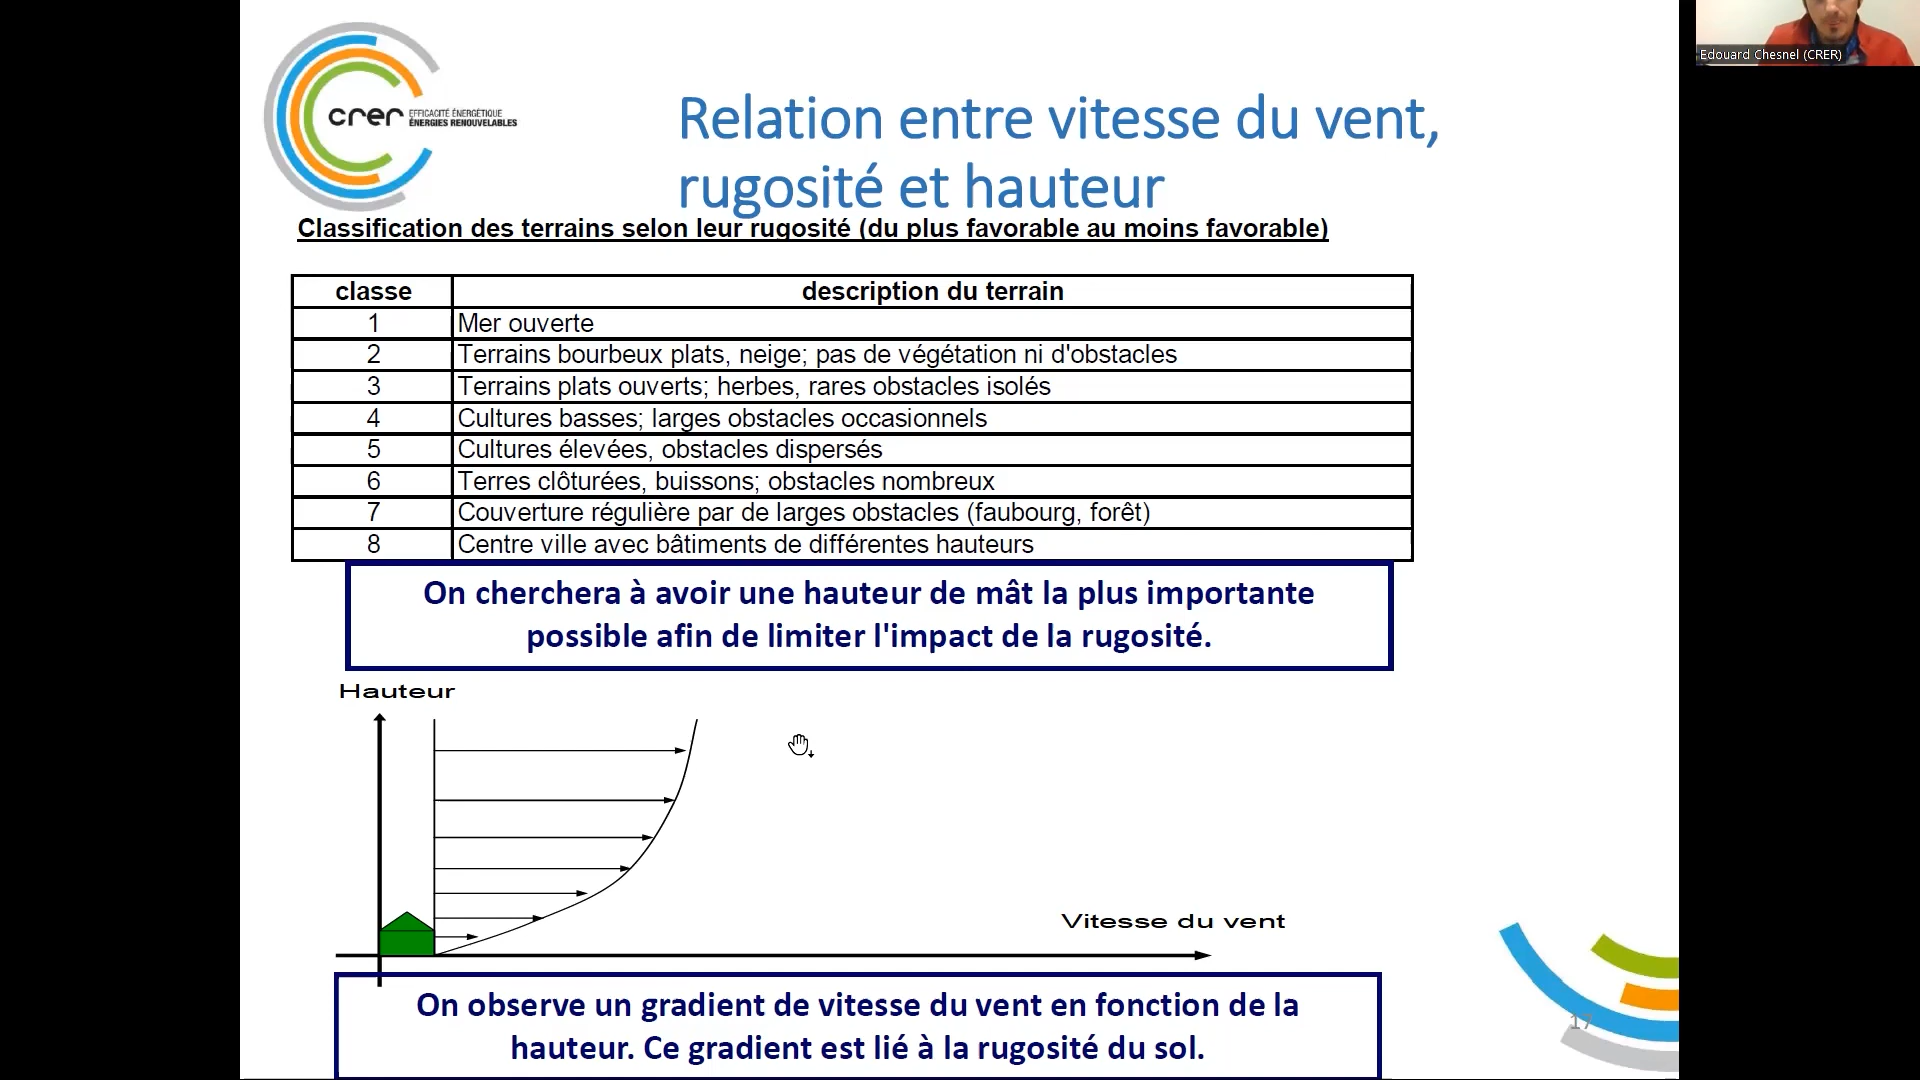 Edouard Chesnel (CRER)
crer EFFICACITÉ ÉNERGÉTIQUE
ÉNERGIES RENOUVELABLES
Relation entre vitesse du vent,
rugosité et hauteur
Classification des terrains selon leur rugosité (du plus favorable au moins favorable)
classe description du terrain
1 Mer ouverte
2 Terrains bourbeux plats, neige; pas de végétation ni d'obstacles
3 Terrains plats ouverts; herbes, rares obstacles isolés
4 Cultures basses; larges obstacles occasionnels
5 Cultures élevées, obstacles dispersés
6 Terres clôturées, buissons; obstacles nombreux
7 Couverture régulière par de larges obstacles (faubourg, forêt)
8 Centre ville avec bâtiments de différentes hauteurs
On cherchera à avoir une hauteur de mât la plus importante
possible afin de limiter l'impact de la rugosité.
Hauteur
Vitesse du vent
On observe un gradient de vitesse du vent en fonction de la
hauteur. Ce gradient est lié à la rugosité du sol.
17